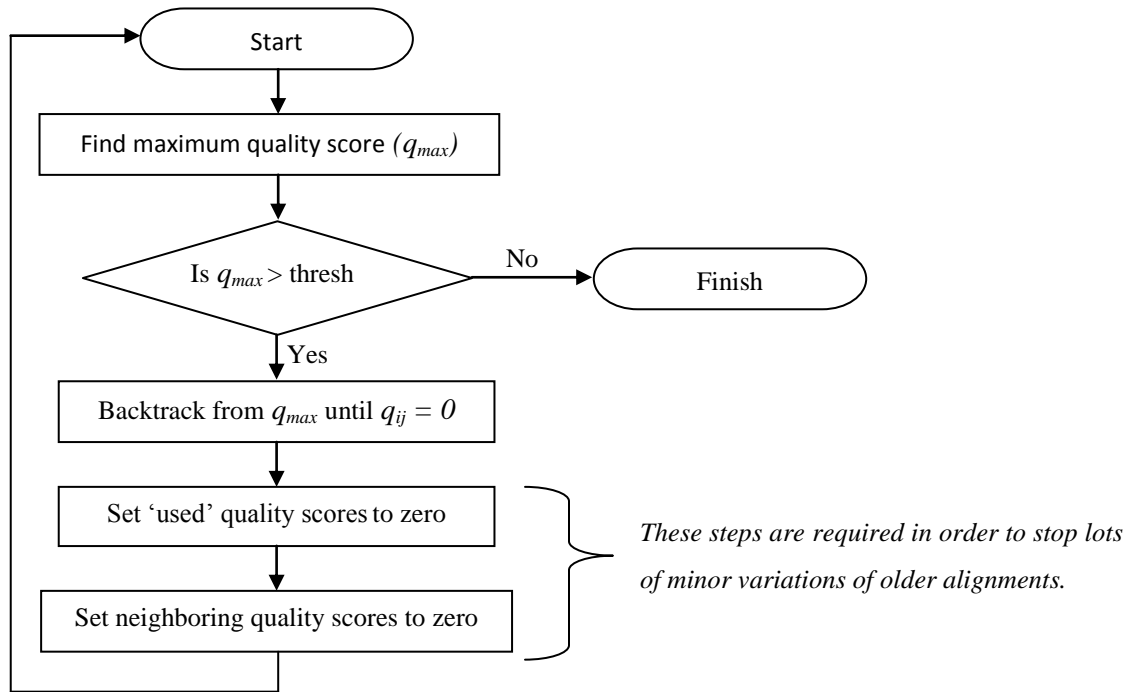 Start
Find maximum quality score (qmax)
Is qmax > thresh
No
Finish
Yes
Backtrack from qmax until qij = 0
Set ‘used’ quality scores to zero
These steps are required in order to stop lots
of minor variations of older alignments.
Set neighboring quality scores to zero